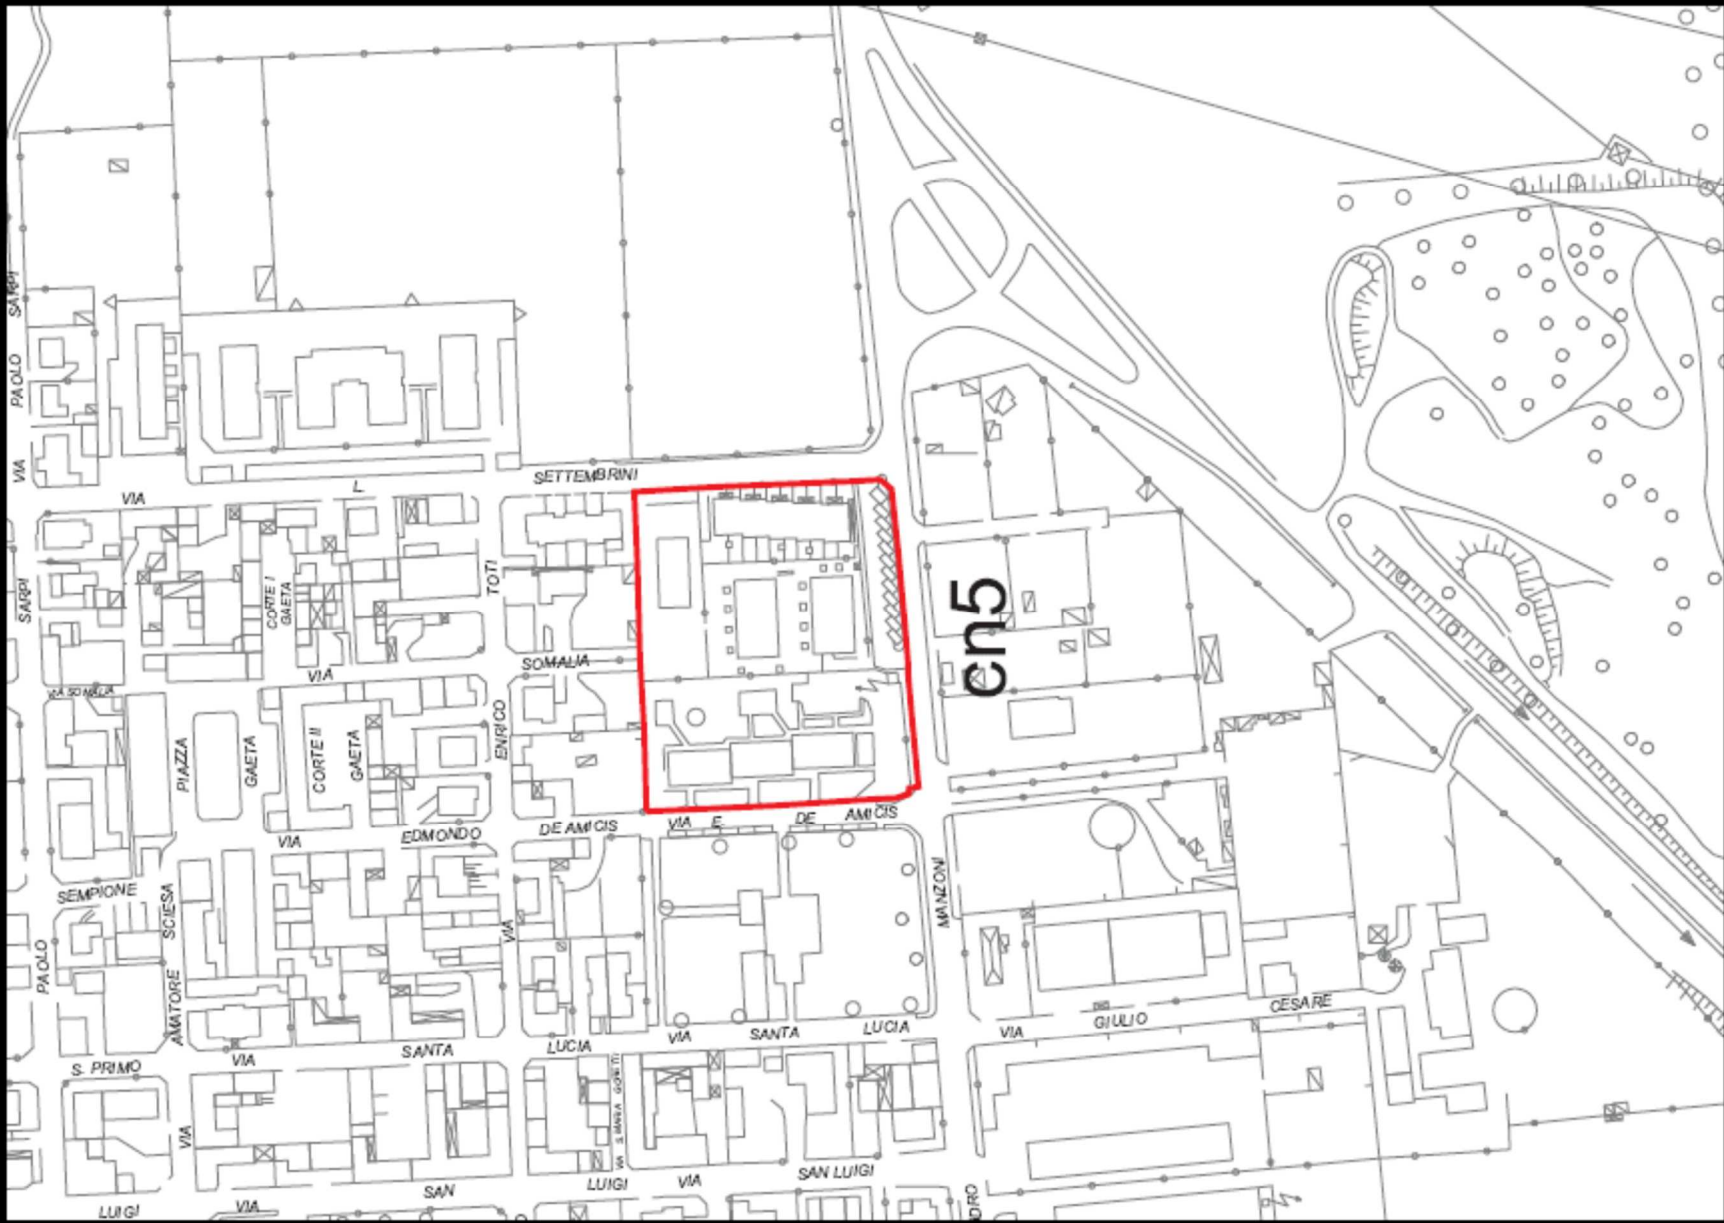 SARPI
PAOLO
VIA
VIA
L.
SETTEMBRINI
SARPI
CORTE I
GAETA
TOTI
SOMALIA
VIA
VIA SOMALIA
cn5
PIAZZA
GAETA
CORTE II
GAETA
ENRICO
VIA
EDMONDO
DE AMICIS
VIA E.
DE
AMICIS
SEMPIONE
SCIESA
AMATORE
VIA
PAOLO
VIA
MANZONI
VIA
SANTA
LUCIA
VIA
SANTA
LUCIA
VIA
GIULIO
CESARE
S. PRIMO
VIA
SAN LUIGI
VIA
SAN
LUIGI
VIA
LUIGI
DRO